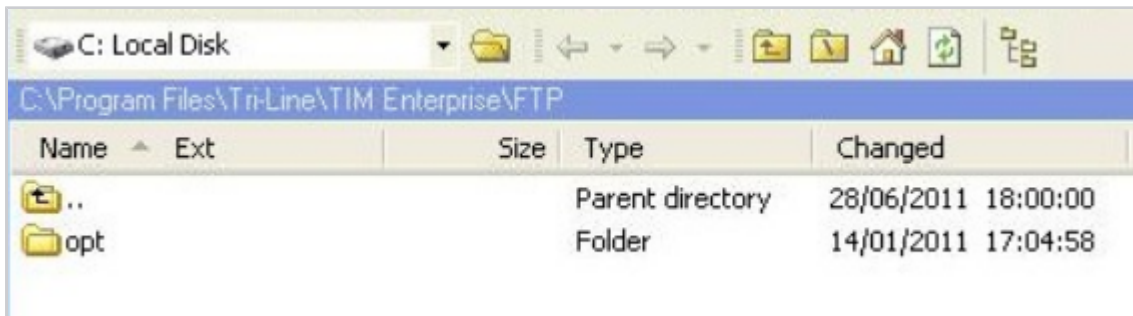 C: Local Disk
C:\Program Files\Tri-Line\TIM Enterprise\FTP
Name Ext Size Type Changed
.. Parent directory 28/06/2011 18:00:00
opt Folder 14/01/2011 17:04:58